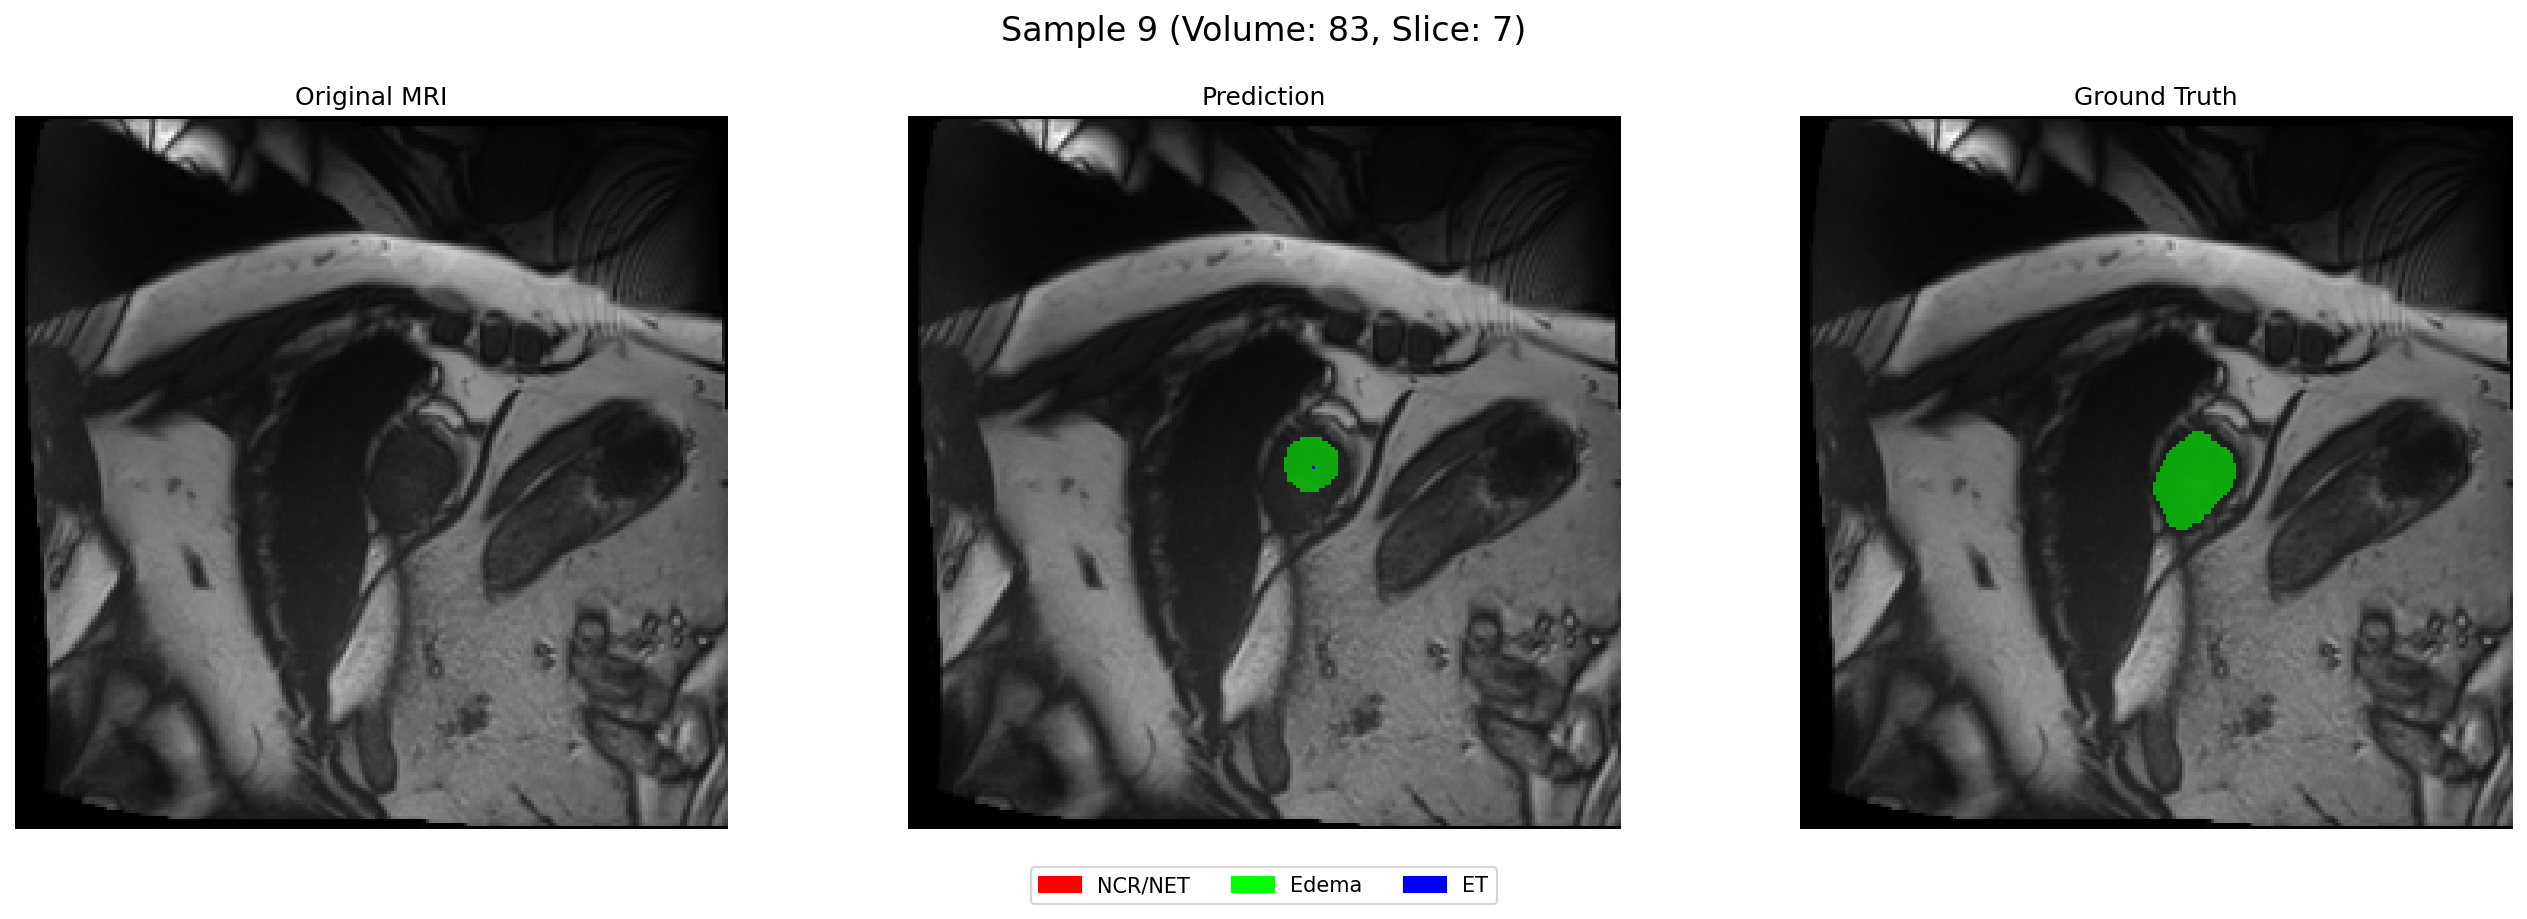 Sample 9 (Volume: 83, Slice: 7)
Original MRI
Prediction
Ground Truth
NCR/NET
Edema
ET